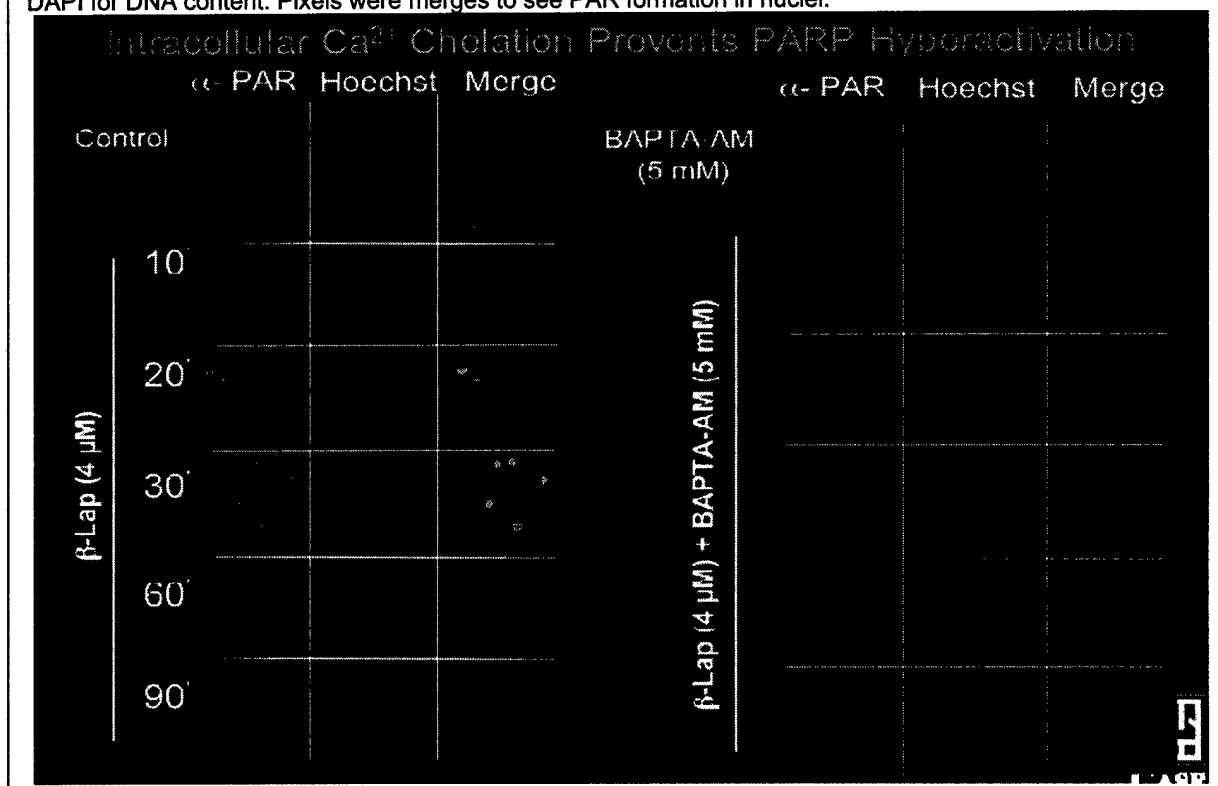 DAPI for DNA content. Pixels were merges to see PAR formation in nuclei.
Intracellular Ca²⁺ Chelation Prevents PARP Hyperactivation
α- PAR Hoechst Merge
α- PAR Hoechst Merge
Control
BAPTA-AM
(5 mM)
β-Lap (4 µM)
10'
20'
30'
60'
90'
β-Lap (4 µM) + BAPTA-AM (5 mM)
CASE